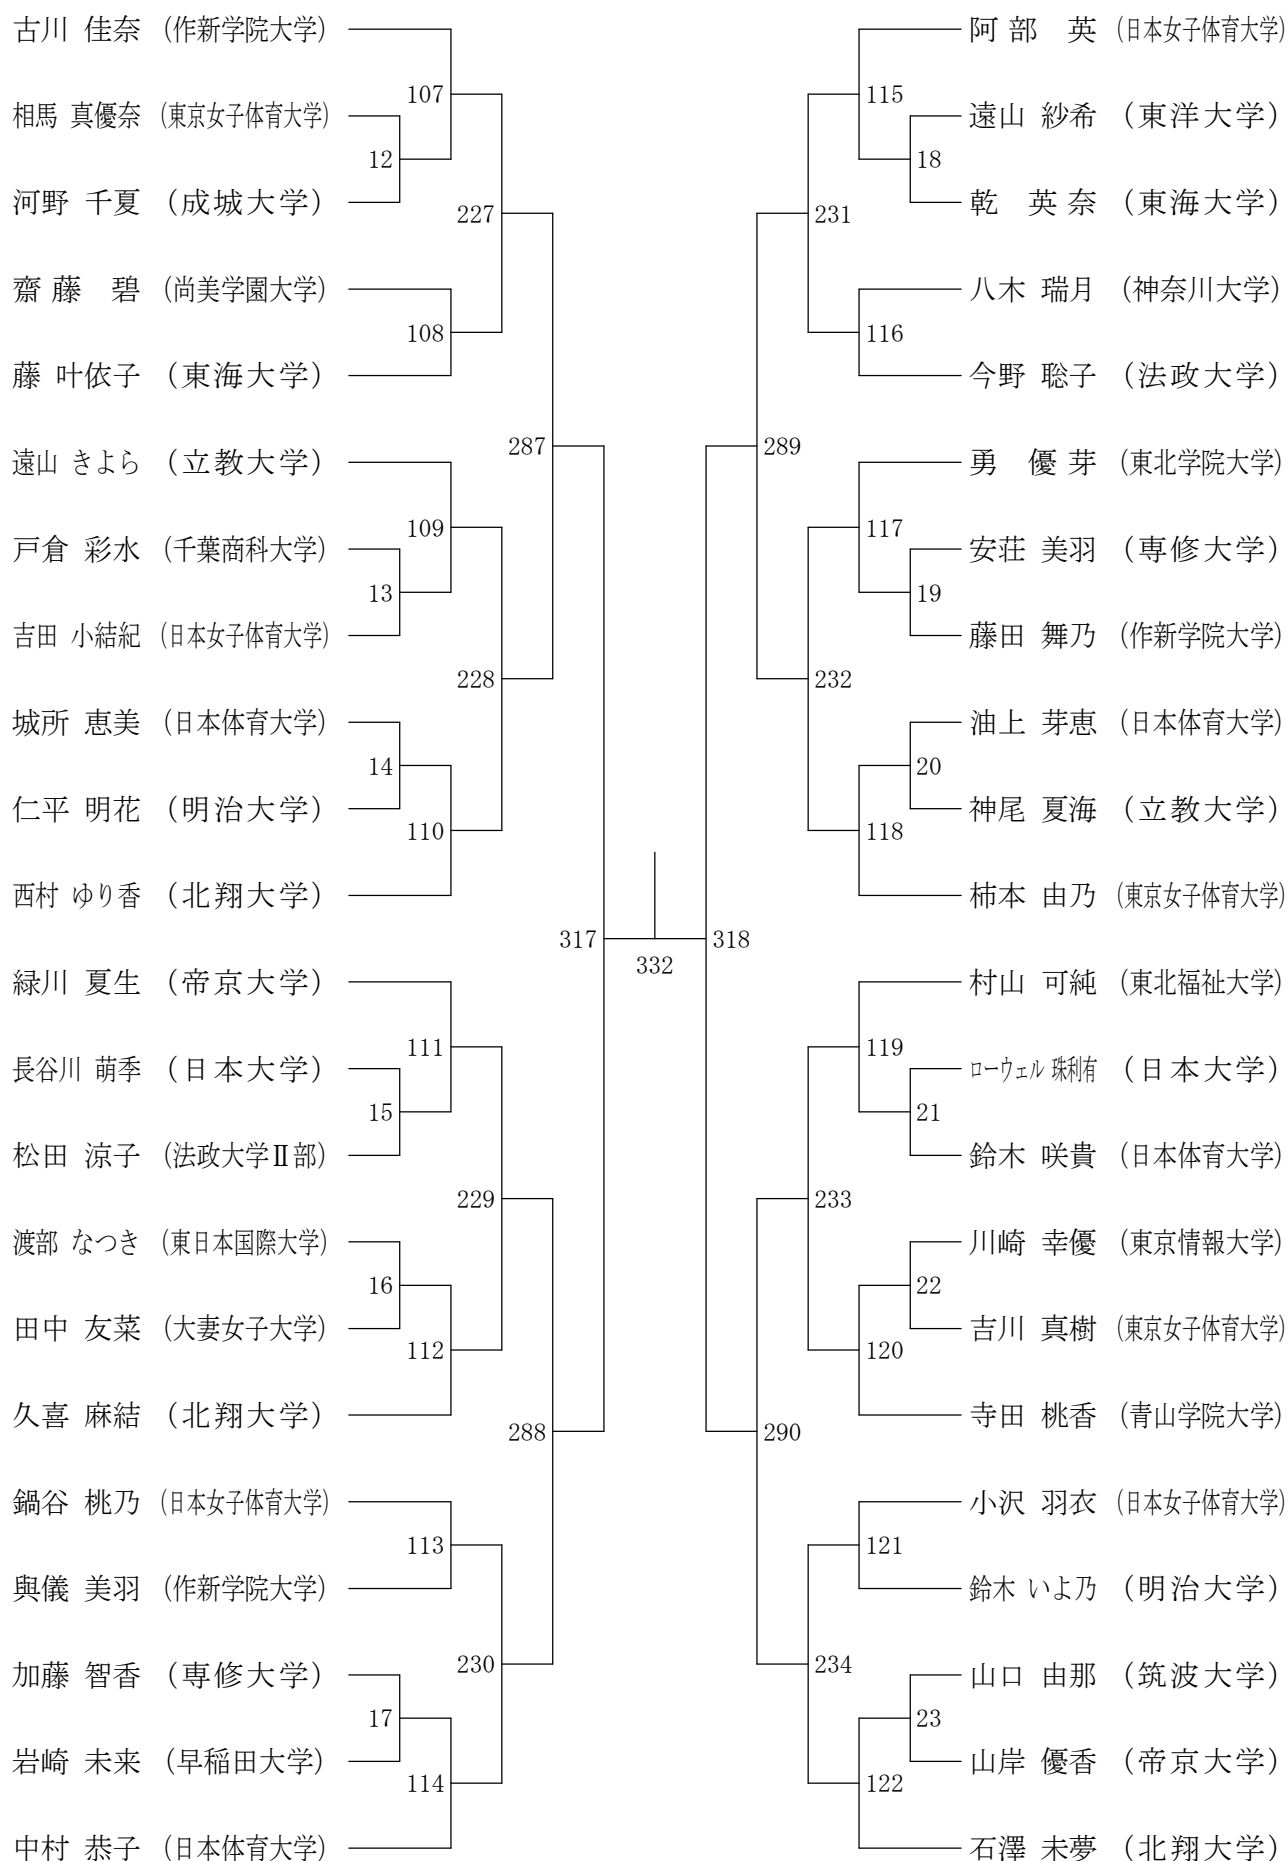 古川 佳奈 (作新学院大学)
107
相馬 真優奈 (東京女子体育大学)
12
河野 千夏 (成城大学)
227
齋藤 碧 (尚美学園大学)
108
藤 叶依子 (東海大学)
287
遠山 きよら (立教大学)
109
戸倉 彩水 (千葉商科大学)
13
吉田 小結紀 (日本女子体育大学)
228
城所 恵美 (日本体育大学)
14
仁平 明花 (明治大学)
110
西村 ゆり香 (北翔大学)
317
緑川 夏生 (帝京大学)
111
長谷川 萌季 (日本大学)
15
松田 涼子 (法政大学Ⅱ部)
229
渡部 なつき (東日本国際大学)
16
田中 友菜 (大妻女子大学)
112
久喜 麻結 (北翔大学)
288
鍋谷 桃乃 (日本女子体育大学)
113
與儀 美羽 (作新学院大学)
230
加藤 智香 (専修大学)
17
岩崎 未来 (早稲田大学)
114
中村 恭子 (日本体育大学)
332
阿部 英 (日本女子体育大学)
115
遠山 紗希 (東洋大学)
18
乾 英奈 (東海大学)
231
八木 瑞月 (神奈川大学)
116
今野 聡子 (法政大学)
289
勇 優芽 (東北学院大学)
117
安荘 美羽 (専修大学)
19
藤田 舞乃 (作新学院大学)
232
油上 芽恵 (日本体育大学)
20
神尾 夏海 (立教大学)
118
柿本 由乃 (東京女子体育大学)
318
村山 可純 (東北福祉大学)
119
ローウェル 珠利有 (日本大学)
21
鈴木 咲貴 (日本体育大学)
233
川崎 幸優 (東京情報大学)
22
吉川 真樹 (東京女子体育大学)
120
寺田 桃香 (青山学院大学)
290
小沢 羽衣 (日本女子体育大学)
121
鈴木 いよ乃 (明治大学)
234
山口 由那 (筑波大学)
23
山岸 優香 (帝京大学)
122
石澤 未夢 (北翔大学)